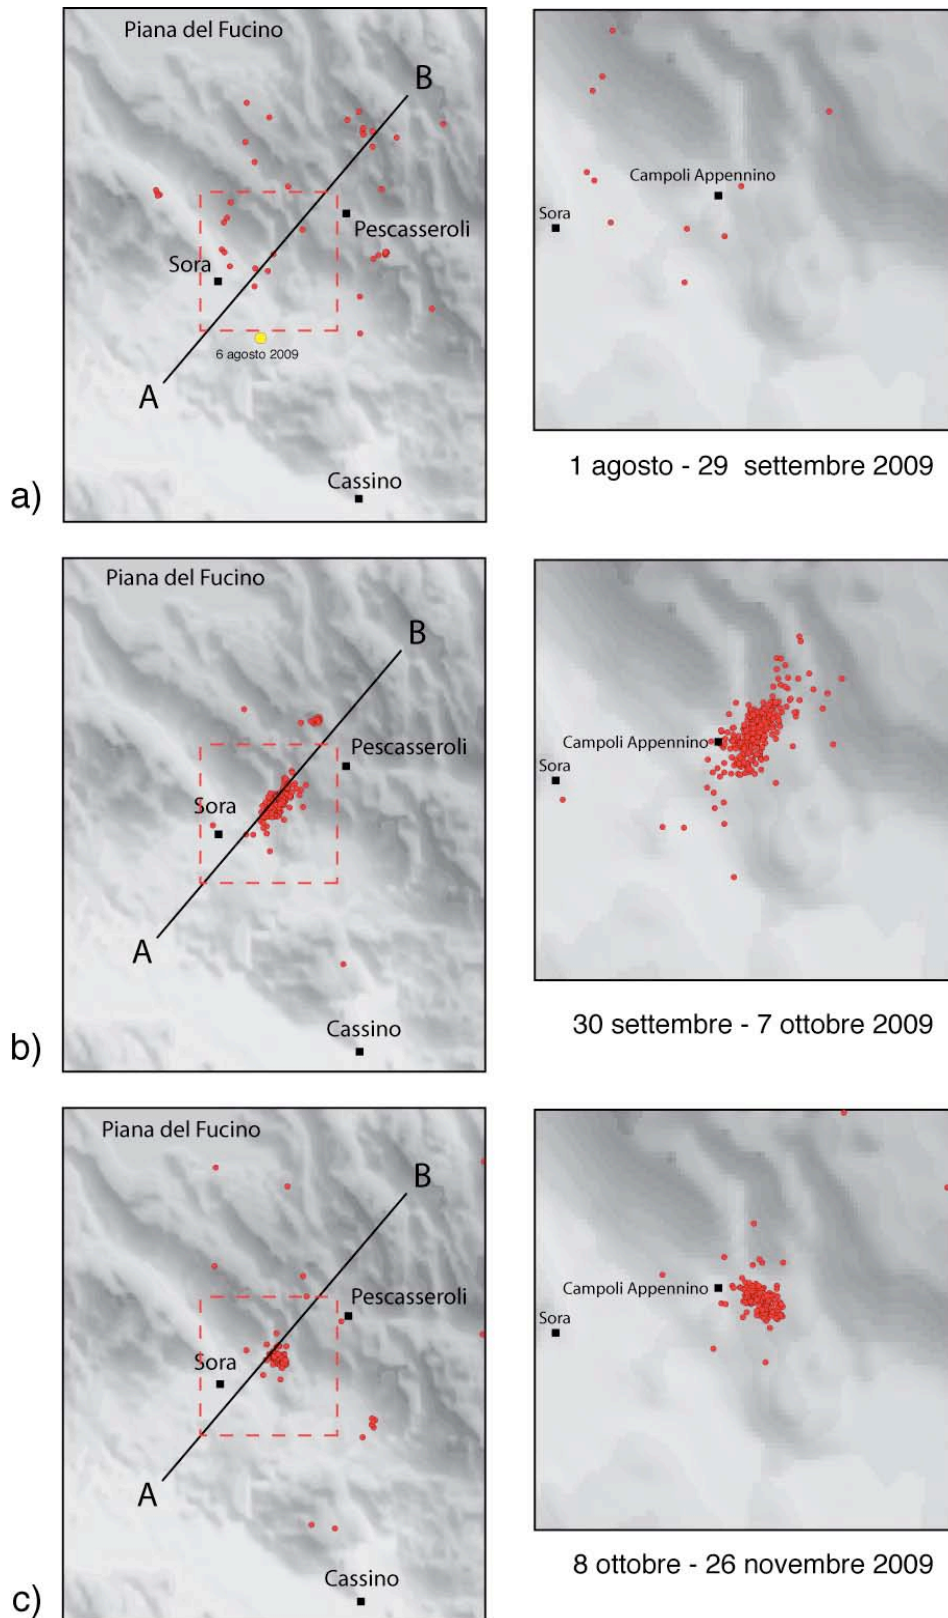 Piana del Fucino
B
Pescasseroli
Sora
6 agosto 2009
A
Cassino
a)
Campoli Appennino
Sora
1 agosto - 29 settembre 2009
Piana del Fucino
B
Pescasseroli
Sora
A
Cassino
b)
Campoli Appennino
Sora
30 settembre - 7 ottobre 2009
Piana del Fucino
B
Pescasseroli
Sora
A
Cassino
c)
Campoli Appennino
Sora
8 ottobre - 26 novembre 2009